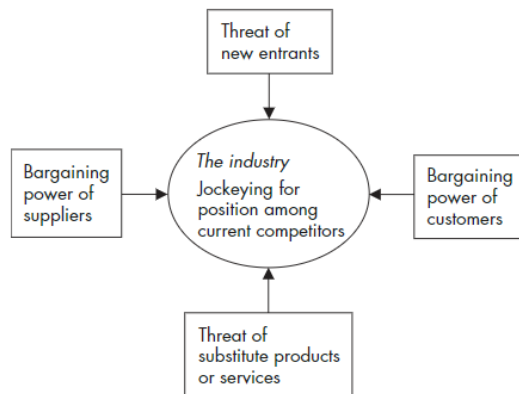 Threat of
new entrants
Bargaining
power of
suppliers
The industry
Jockeying for
position among
current competitors
Bargaining
power of
customers
Threat of
substitute products
or services